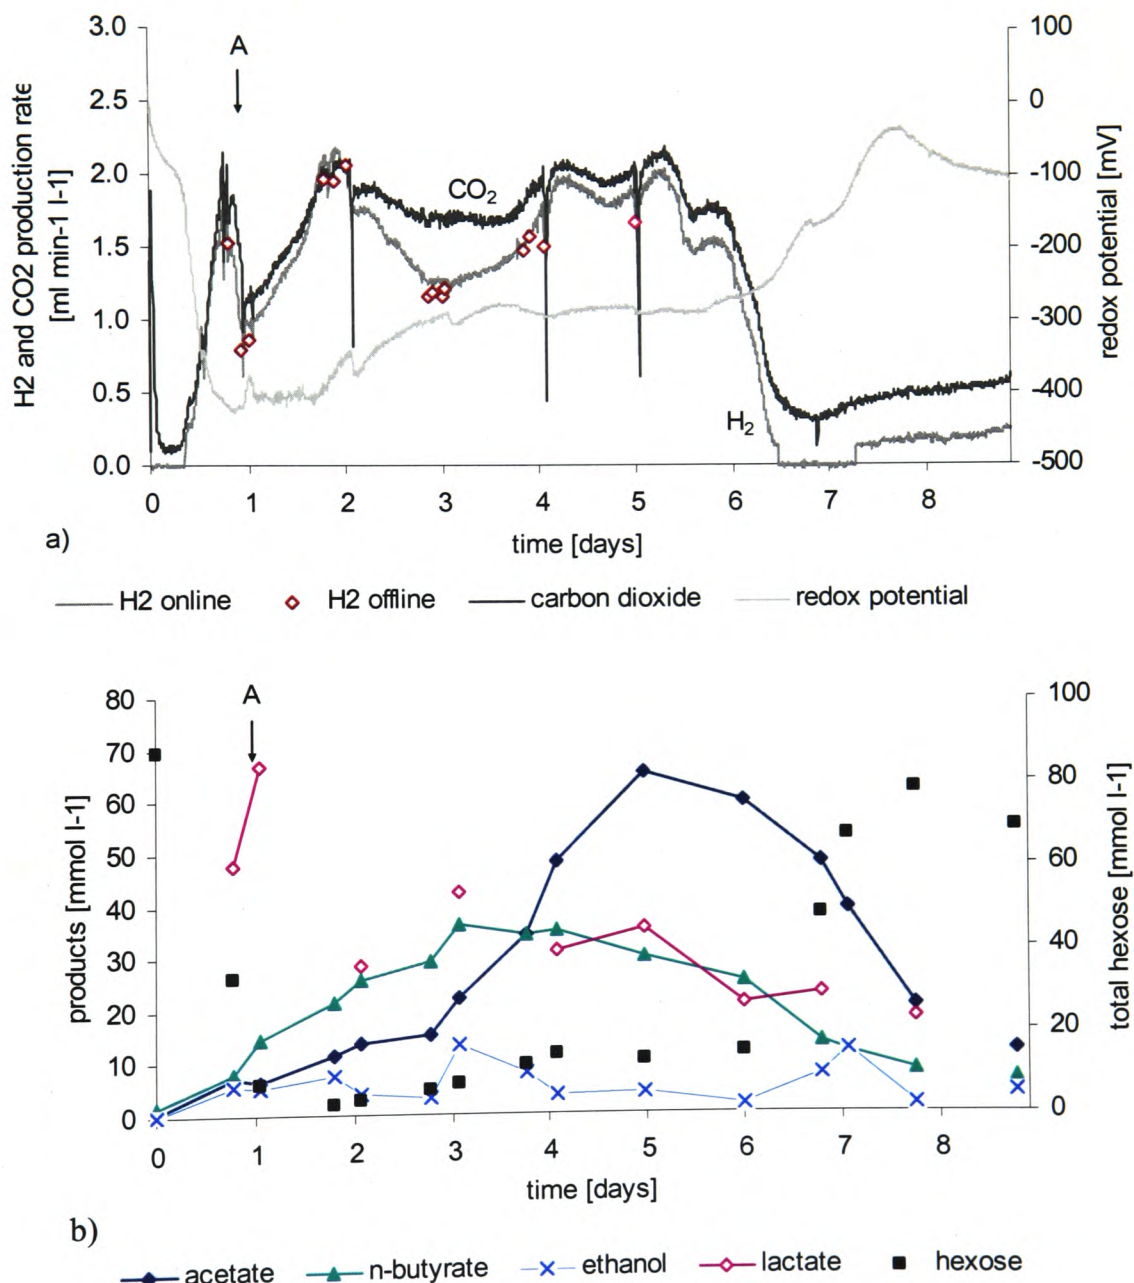 3.0
2.5
2.0
1.5
1.0
0.5
0.0
H2 and CO2 production rate
[ml min-1 l-1]
A
CO2
H2
100
0
-100
-200
-300
-400
-500
redox potential [mV]
0 1 2 3 4 5 6 7 8
time [days]
a)
H2 online H2 offline carbon dioxide redox potential
80
70
60
50
40
30
20
10
0
products [mmol l-1]
A
100
80
60
40
20
0
total hexose [mmol l-1]
0 1 2 3 4 5 6 7 8
time [days]
b)
acetate n-butyrate ethanol lactate hexose